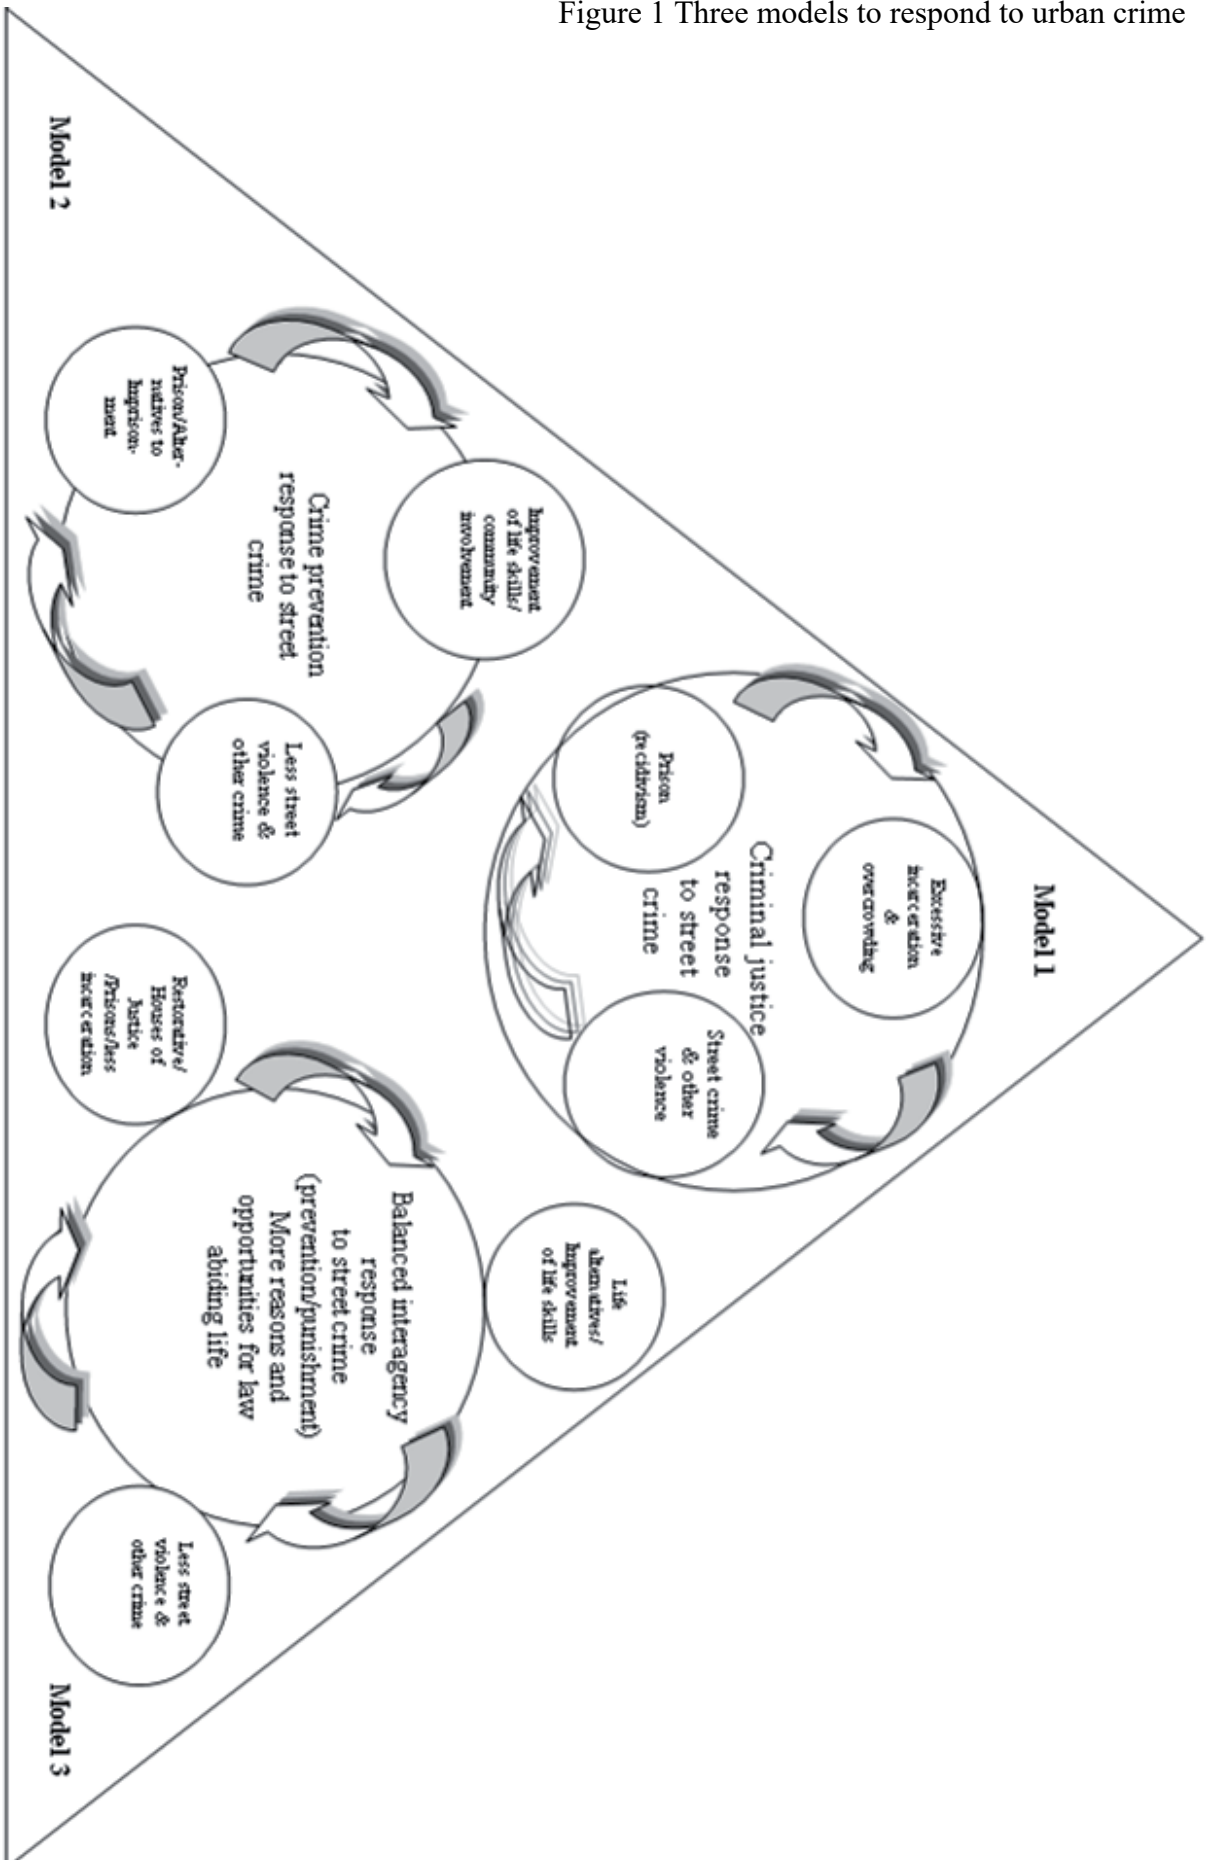 Figure 1 Three models to respond to urban crime
Model 1
Excessive
incarceration
&
overcrowding
Criminal justice
response
to street
crime
Prison
(recidivism)
Street crime
& other
violence
Model 2
Improvement
of life skills/
community
involvement
Crime prevention
response to street
crime
Prison/Alter-
natives to
Imprison-
ment
Less street
violence &
other crime
Life
alternatives/
Improvement
of life skills
Balanced interagency
response
to street crime
(prevention/punishment)
More reasons and
opportunities for law
abiding life
Restorative/
Houses of
Justice
/Prisons/less
incarceration
Less street
violence &
other crime
Model 3